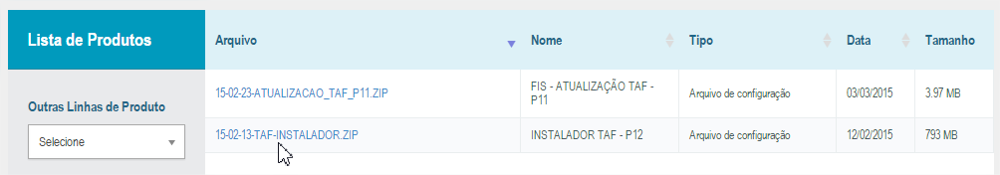 Lista de Produtos
Arquivo Nome Tipo Data Tamanho
Outras Linhas de Produto
Selecione
15-02-23-ATUALIZACAO_TAF_P11.ZIP FIS - ATUALIZAÇÃO TAF - Arquivo de configuração 03/03/2015 3.97 MB
P11
15-02-13-TAF-INSTALADOR.ZIP INSTALADOR TAF - P12 Arquivo de configuração 12/02/2015 793 MB